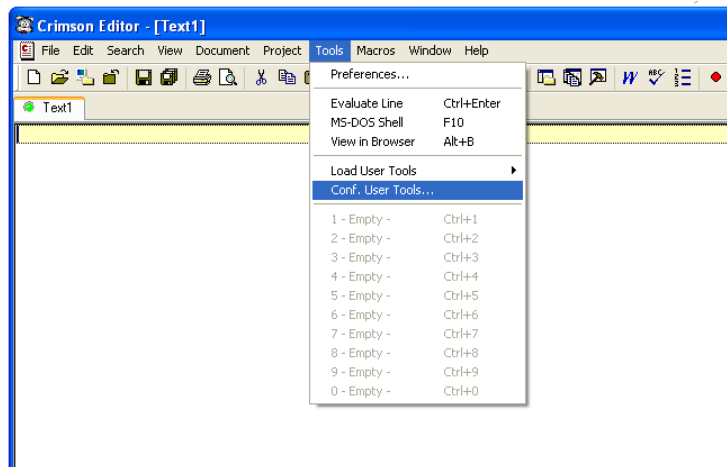 Crimson Editor - [Text1]
File Edit Search View Document Project Tools Macros Window Help
Preferences...
W ABC
Text1
Evaluate Line Ctrl+Enter
MS-DOS Shell F10
View in Browser Alt+B
Load User Tools
Conf. User Tools...
1 - Empty - Ctrl+1
2 - Empty - Ctrl+2
3 - Empty - Ctrl+3
4 - Empty - Ctrl+4
5 - Empty - Ctrl+5
6 - Empty - Ctrl+6
7 - Empty - Ctrl+7
8 - Empty - Ctrl+8
9 - Empty - Ctrl+9
0 - Empty - Ctrl+0